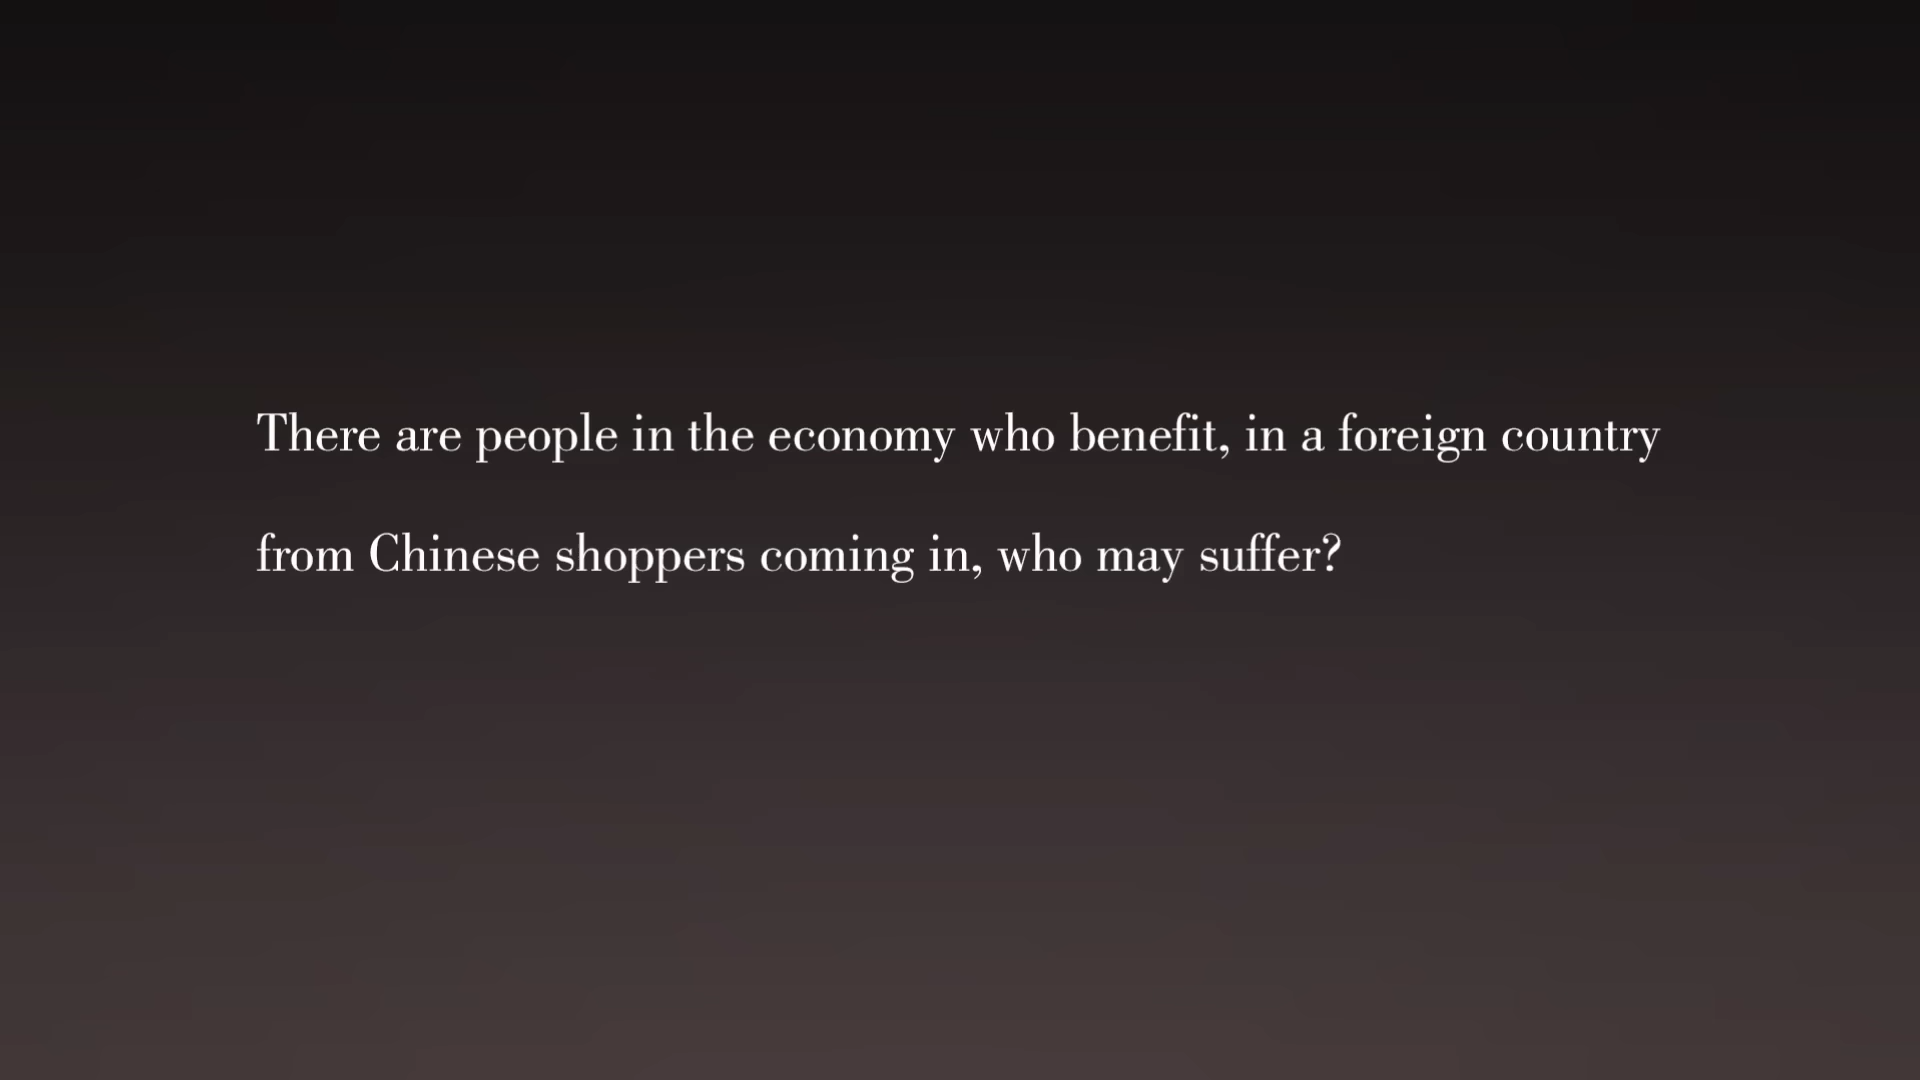 There are people in the economy who benefit, in a foreign country
from Chinese shoppers coming in, who may suffer?